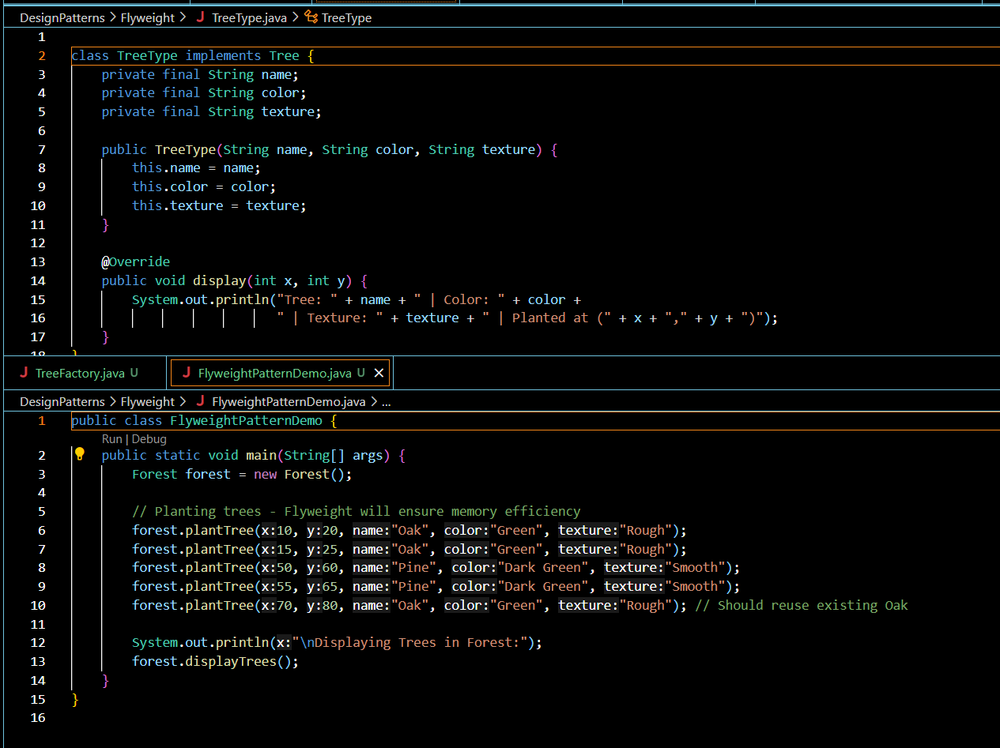 DesignPatterns > Flyweight > J TreeType.java > TreeType
1
2 class TreeType implements Tree {
3     private final String name;
4     private final String color;
5     private final String texture;
6
7     public TreeType(String name, String color, String texture) {
8         this.name = name;
9         this.color = color;
10         this.texture = texture;
11     }
12
13     @Override
14     public void display(int x, int y) {
15         System.out.println("Tree: " + name + " | Color: " + color +
16                            " | Texture: " + texture + " | Planted at (" + x + "," + y + ")");
17     }
18 }
J TreeFactory.java U J FlyweightPatternDemo.java U ×
DesignPatterns > Flyweight > J FlyweightPatternDemo.java > ...
1 public class FlyweightPatternDemo {
Run | Debug
2     public static void main(String[] args) {
3         Forest forest = new Forest();
4
5         // Planting trees - Flyweight will ensure memory efficiency
6         forest.plantTree(x:10, y:20, name:"Oak", color:"Green", texture:"Rough");
7         forest.plantTree(x:15, y:25, name:"Oak", color:"Green", texture:"Rough");
8         forest.plantTree(x:50, y:60, name:"Pine", color:"Dark Green", texture:"Smooth");
9         forest.plantTree(x:55, y:65, name:"Pine", color:"Dark Green", texture:"Smooth");
10         forest.plantTree(x:70, y:80, name:"Oak", color:"Green", texture:"Rough"); // Should reuse existing Oak
11
12         System.out.println(x:"\nDisplaying Trees in Forest:");
13         forest.displayTrees();
14     }
15 }
16